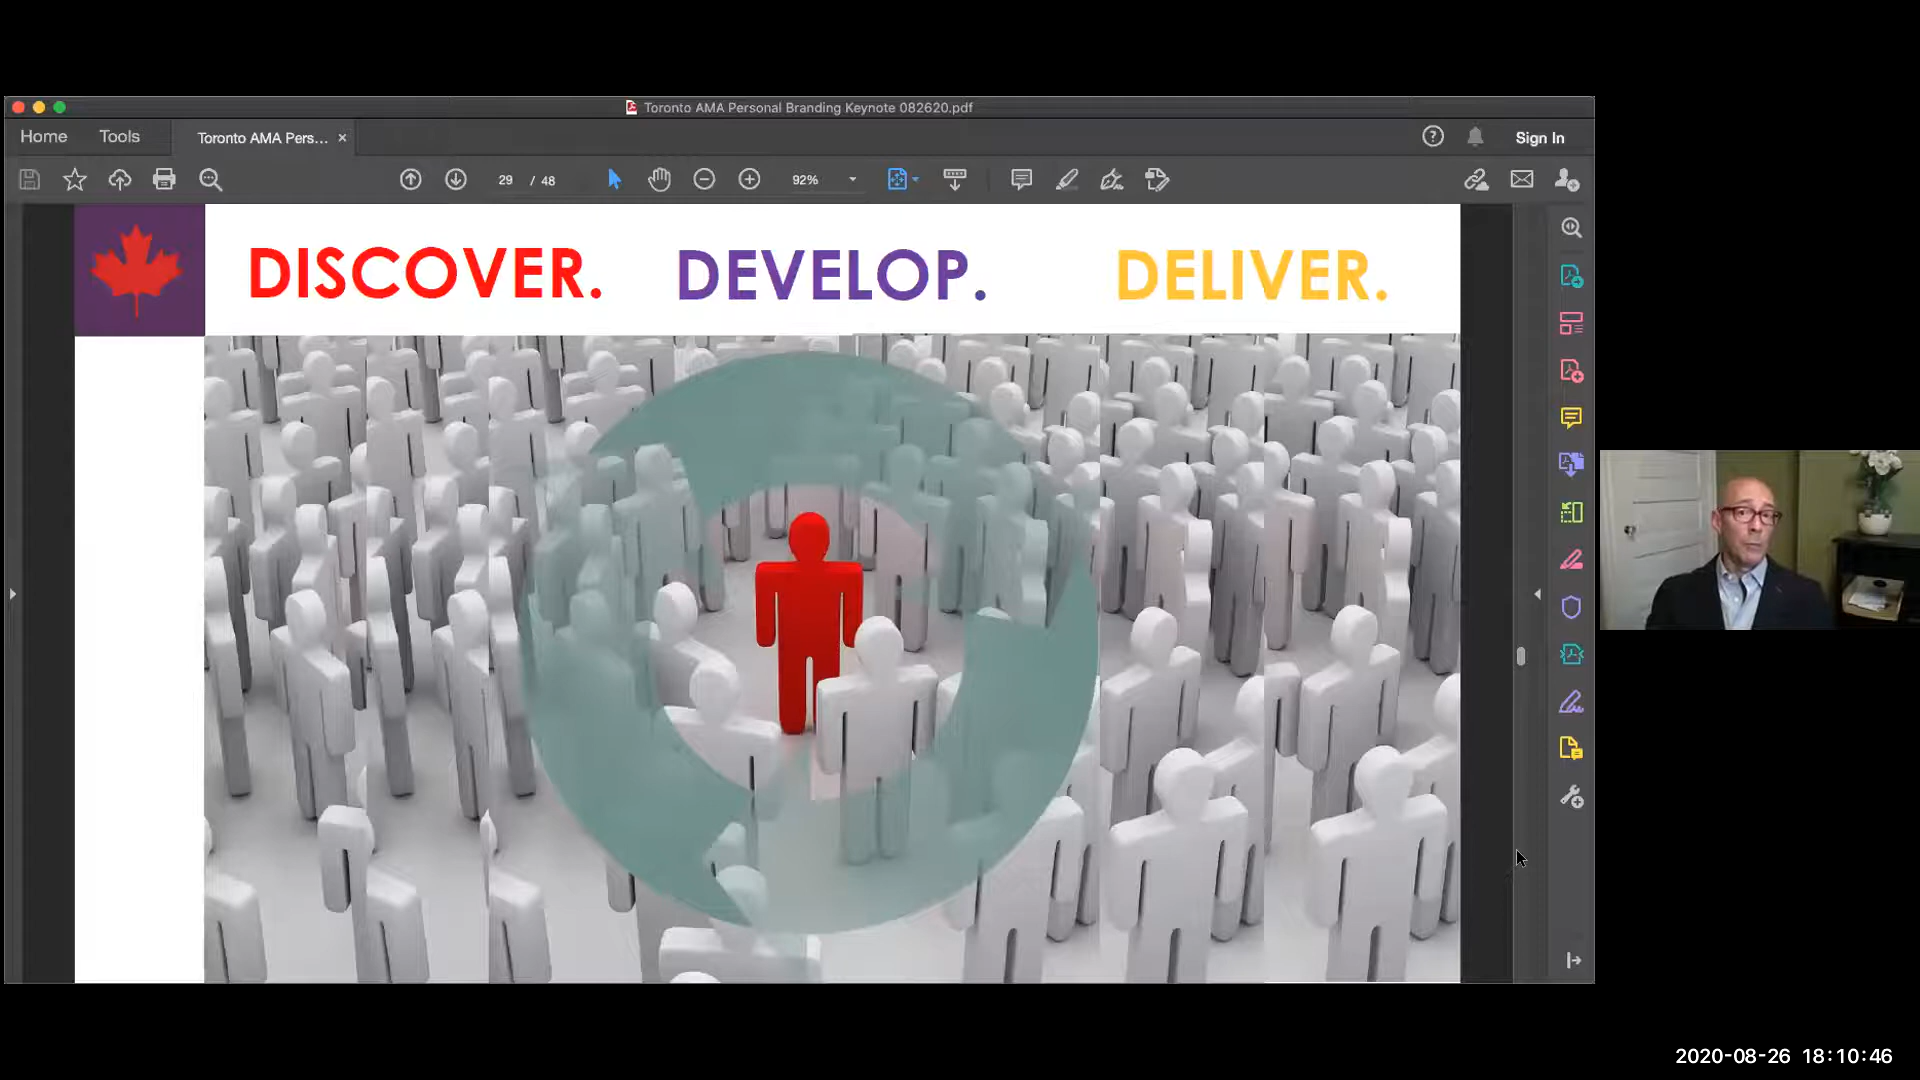 Toronto AMA Personal Branding Keynote 082620.pdf
Home Tools Toronto AMA Pers... × Sign In
29 / 48 92%
DISCOVER. DEVELOP. DELIVER.
2020-08-26 18:10:46